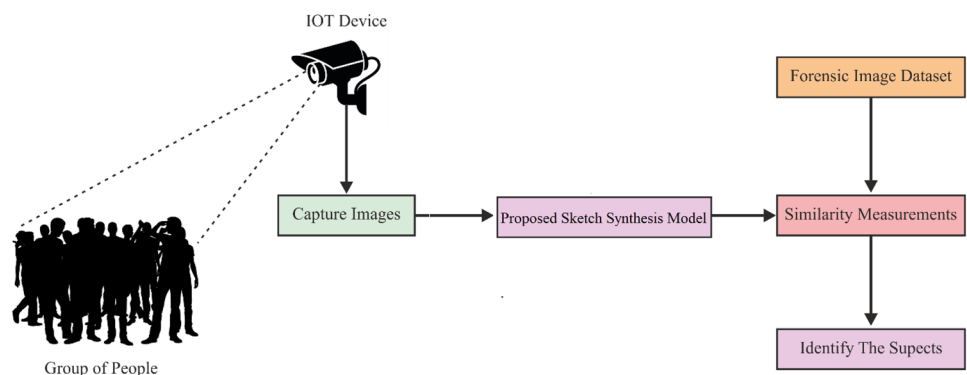 IOT Device
Forensic Image Dataset
Capture Images
Proposed Sketch Synthesis Model
Similarity Measurements
Identify The Supects
Group of People